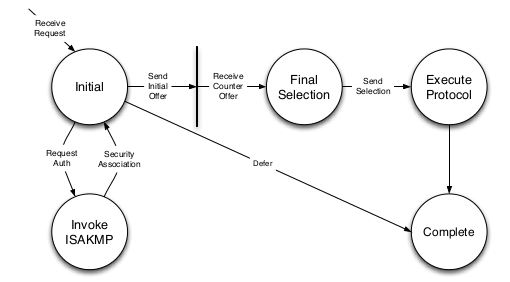 Receive
Request
Initial
Send
Initial
Offer
Receive
Counter
Offer
Final
Selection
Send
Selection
Execute
Protocol
Request
Auth
Security
Association
Defer
Invoke
ISAKMP
Complete